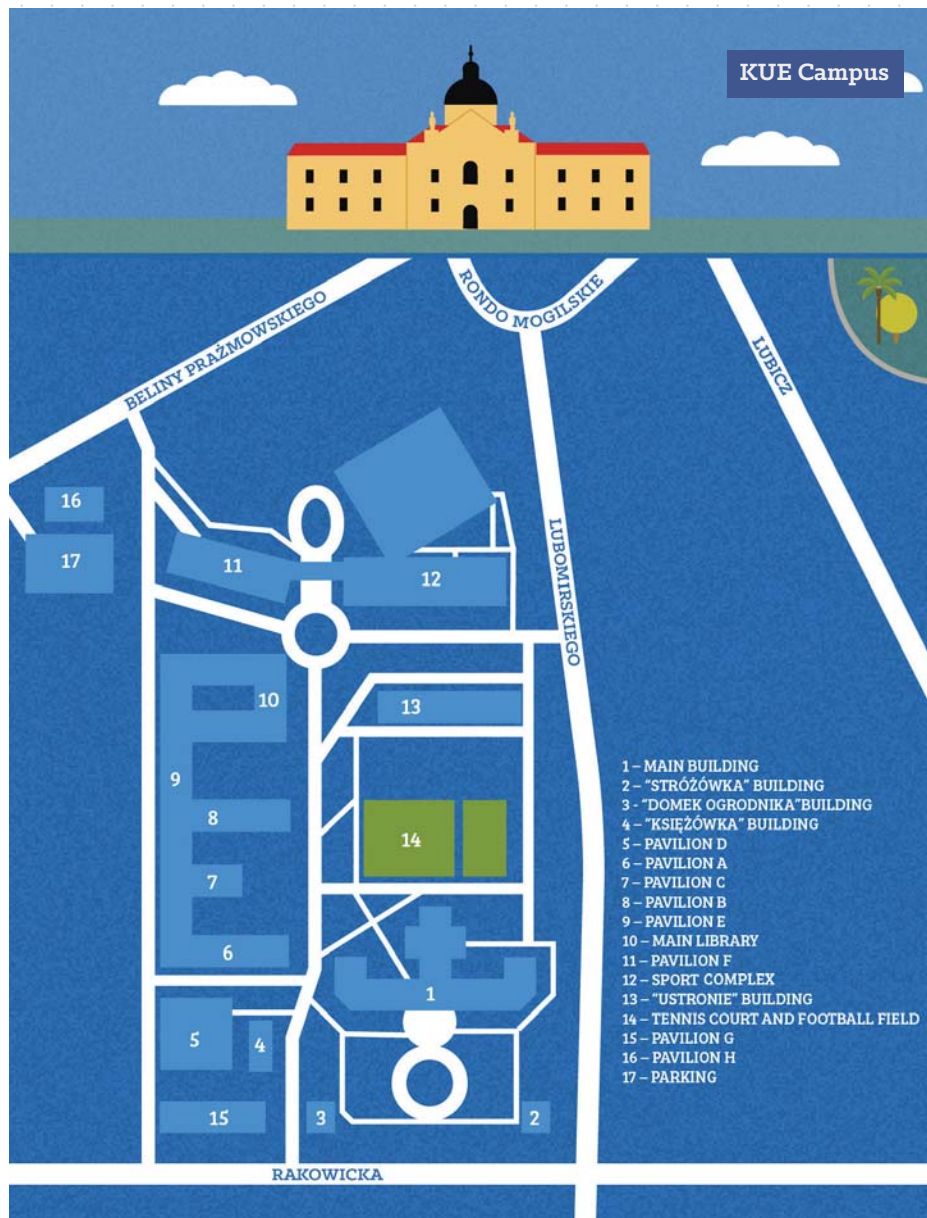 KUE Campus
BELINY PRAŻMOWSKIEGO
RONDO MOGILSKIE
LUBICZ
LUBOMIRSKIEGO
16
17
11
12
10
13
9
8
14
7
6
1
5
4
15
3
2
RAKOWICKA
1 – MAIN BUILDING
2 – "STRÓŻÓWKA" BUILDING
3 - "DOMEK OGRODNIKA"BUILDING
4 – "KSIĘŻÓWKA" BUILDING
5 – PAVILION D
6 – PAVILION A
7 – PAVILION C
8 – PAVILION B
9 – PAVILION E
10 – MAIN LIBRARY
11 – PAVILION F
12 – SPORT COMPLEX
13 – "USTRONIE" BUILDING
14 – TENNIS COURT AND FOOTBALL FIELD
15 – PAVILION G
16 – PAVILION H
17 – PARKING